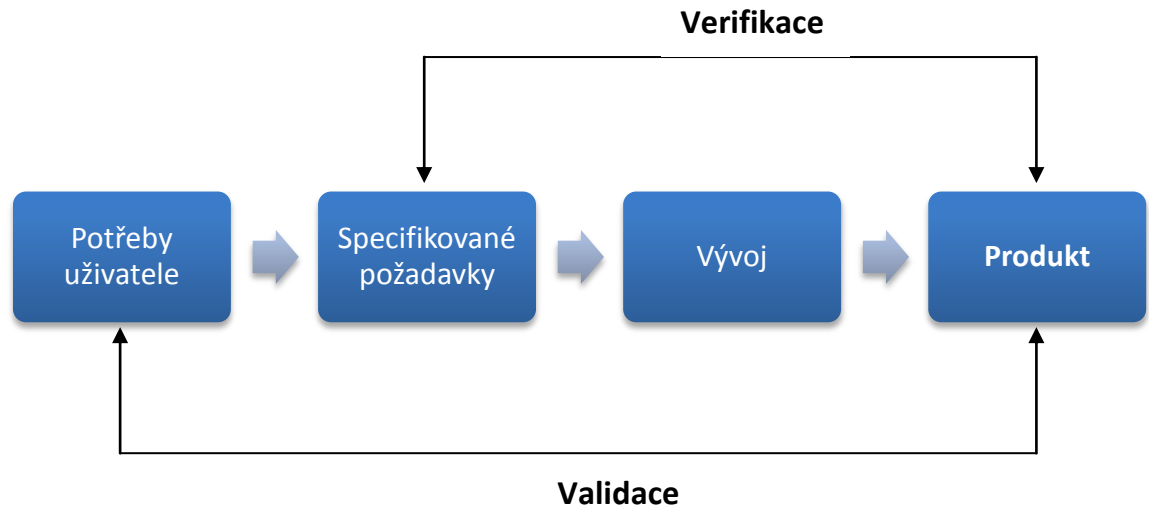 Verifikace
Potřeby
uživatele
Specifikované
požadavky
Vývoj
Produkt
Validace